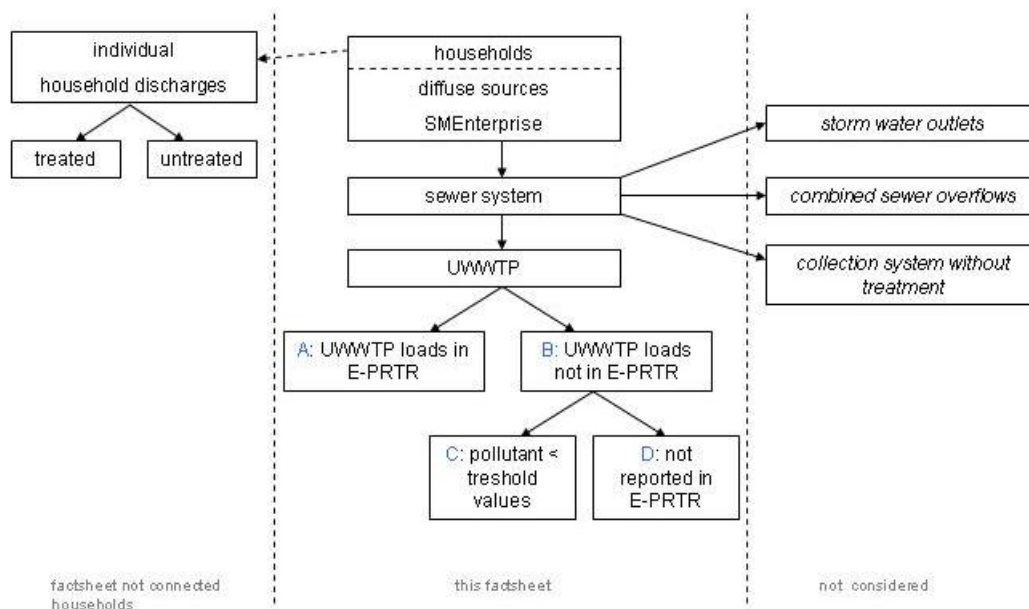 individual
household discharges
treated
untreated
households
diffuse sources
SMEnterprise
sewer system
UWWTP
A: UWWTP loads in
E-PRTR
B: UWWTP loads
not in E-PRTR
C: pollutant <
treshold
values
D: not
reported in
E-PRTR
storm water outlets
combined sewer overflows
collection system without
treatment
factsheet not connected
households
this factsheet
not considered